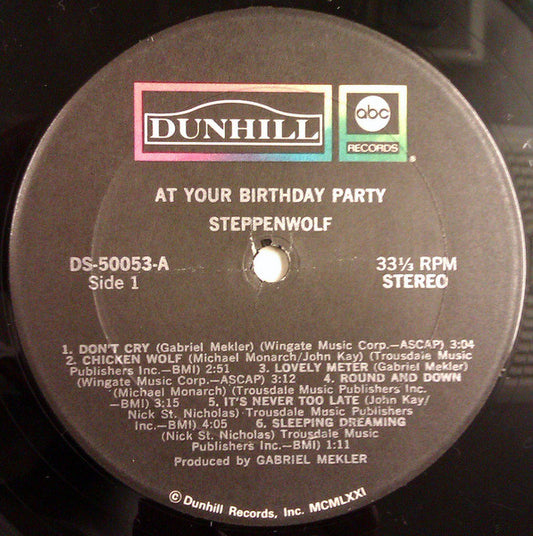 DUNHILL
abc
RECORDS
®
AT YOUR BIRTHDAY PARTY
STEPPENWOLF
DS-50053-A
Side 1
33⅓ RPM
STEREO
1. DON'T CRY (Gabriel Mekler) (Wingate Music Corp.—ASCAP) 3:04
2. CHICKEN WOLF (Michael Monarch/John Kay) (Trousdale Music
Publishers Inc.—BMI) 2:51 3. LOVELY METER (Gabriel Mekler)
(Wingate Music Corp.—ASCAP) 3:12 4. ROUND AND DOWN
(Michael Monarch) (Trousdale Music Publishers Inc.
—BMI) 3:15 5. IT'S NEVER TOO LATE (John Kay/
Nick St. Nicholas) Trousdale Music Publishers
Inc.—BMI) 4:05 6. SLEEPING DREAMING
(Nick St. Nicholas) Trousdale Music
Publishers Inc.—BMI) 1:11
Produced by GABRIEL MEKLER
© Dunhill Records, Inc. MCMLXXI